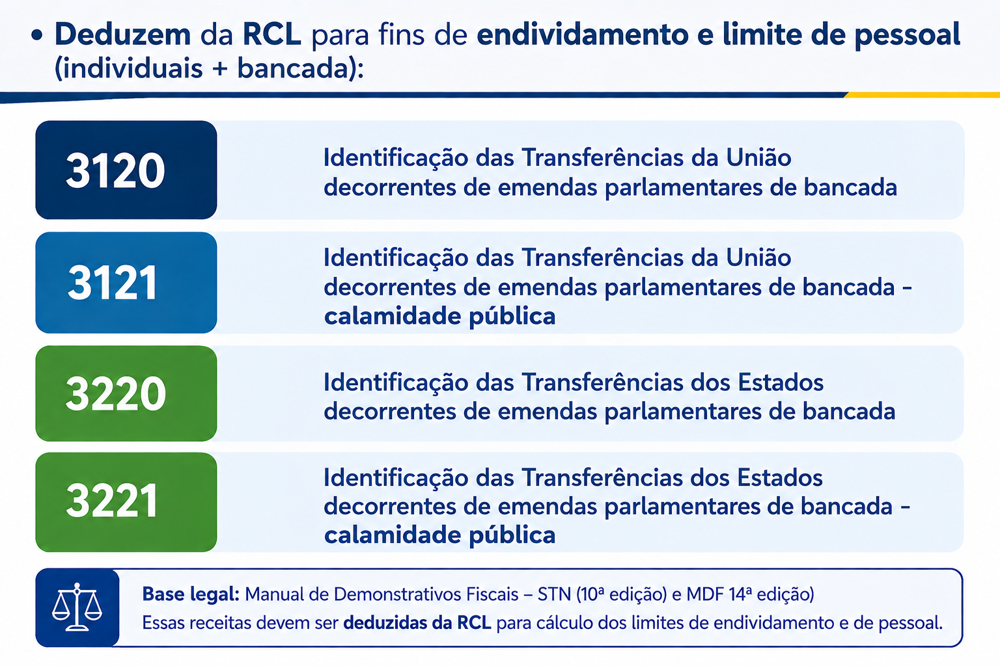 • Deduzem da RCL para fins de endividamento e limite de pessoal
(individuais + bancada):
3120
Identificação das Transferências da União
decorrentes de emendas parlamentares de bancada
3121
Identificação das Transferências da União
decorrentes de emendas parlamentares de bancada –
calamidade pública
3220
Identificação das Transferências dos Estados
decorrentes de emendas parlamentares de bancada
3221
Identificação das Transferências dos Estados
decorrentes de emendas parlamentares de bancada –
calamidade pública
Base legal: Manual de Demonstrativos Fiscais – STN (10ª edição) e MDF 14ª edição)
Essas receitas devem ser deduzidas da RCL para cálculo dos limites de endividamento e de pessoal.